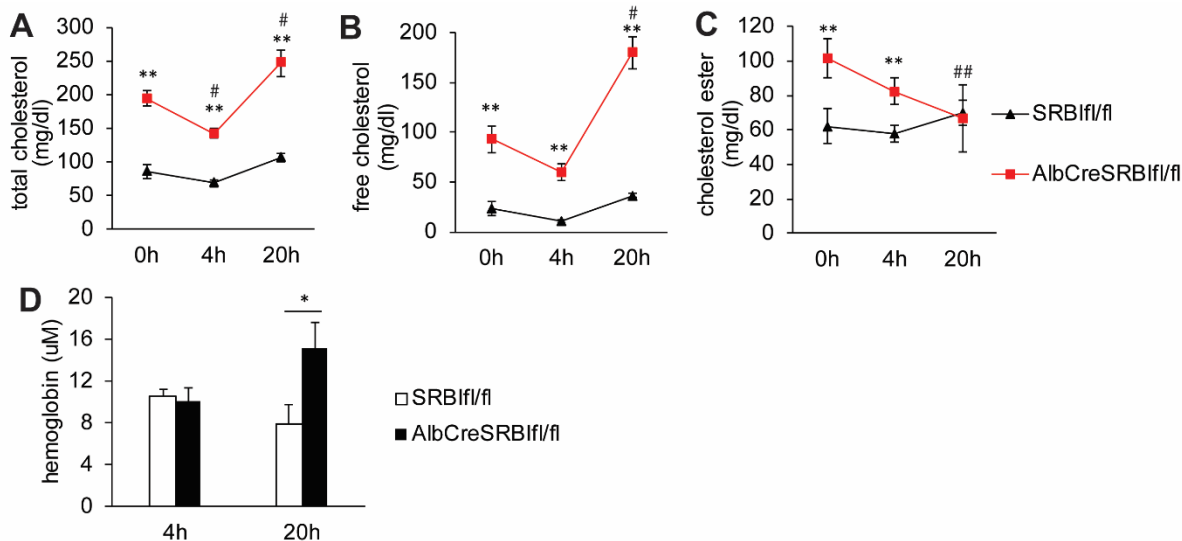 A
total cholesterol
(mg/dl)
300
250
200
150
100
50
0
**
#
**
#
**
0h
4h
20h
B
free cholesterol
(mg/dl)
200
150
100
50
0
**
**
#
**
0h
4h
20h
C
cholesterol ester
(mg/dl)
120
100
80
60
40
20
0
**
**
##
0h
4h
20h
SRBIfl/fl
AlbCreSRBIfl/fl
D
hemoglobin (uM)
20
16
12
8
4
0
*
4h
20h
SRBIfl/fl
AlbCreSRBIfl/fl